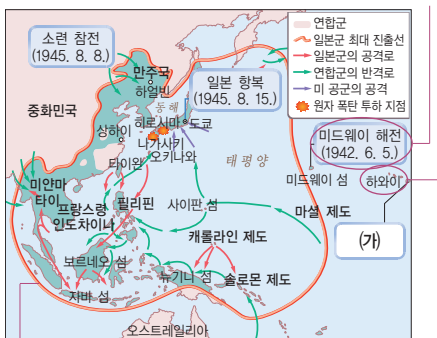 소련 참전
(1945. 8. 8.)
연합군
일본군 최대 진출선
일본군의 공격로
연합군의 반격로
미 공군의 공격
원자 폭탄 투하 지점
만주국
하얼빈
일본 항복
(1945. 8. 15.)
중화민국
동해
히로시마
도쿄
상하이
나가사키
오키나와
타이완
태평양
미드웨이 해전
(1942. 6. 5.)
미드웨이 섬
하와이
미얀마
타이
프랑스령
인도차이나
필리핀
사이판 섬
마셜 제도
(가)
캐롤라인 제도
보르네오 섬
뉴기니 섬
솔로몬 제도
자바 섬
오스트레일리아